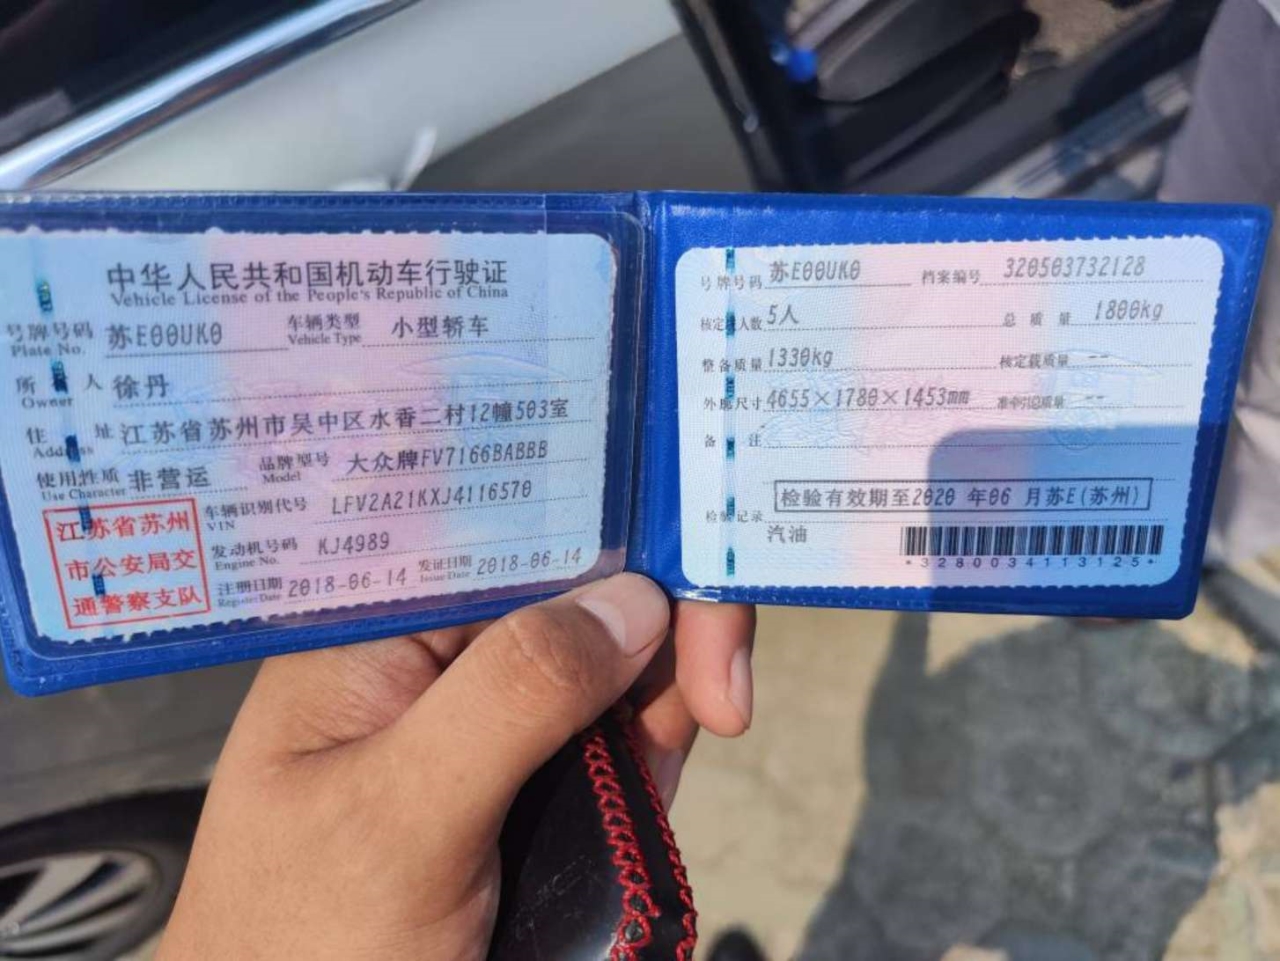 中华人民共和国机动车行驶证
Vehicle License of the People's Republic of China
号牌号码 苏E00UK0 车辆类型 小型轿车
Plate No. Vehicle Type
所有人 徐丹
Owner
住址 江苏省苏州市吴中区水香二村12幢503室
Address
使用性质 非营运 品牌型号 大众牌FV7166BABBB
Use Character Model
车辆识别代号 LFV2A21KXJ4116570
VIN
发动机号码 KJ4989
Engine No.
注册日期 2018-06-14 发证日期 2018-06-14
Register Date Issue Date
江苏省苏州
市公安局交
通警察支队
号牌号码 苏E00UK0 档案编号 320503732128
核定载人数 5人 总质量 1800kg
整备质量 1330kg 核定载质量 --
外廓尺寸 4655×1780×1453mm 准牵引总质量 --
备注
检验有效期至2020 年06 月苏E(苏州)
检验记录
汽油
*3280034113125*